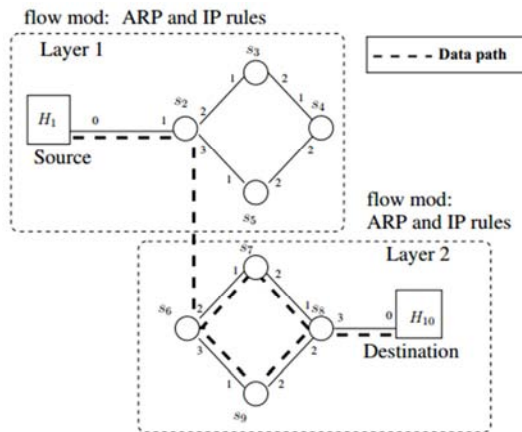 flow mod: ARP and IP rules
Layer 1
Data path
s3
1 2
H1 0 1 s2 2 1 s4
3 2
Source
1 2
s5
flow mod:
ARP and IP rules
Layer 2
s7
1 2
s6 2 1 s8 3 0 H10
3 2
Destination
1 2
s9